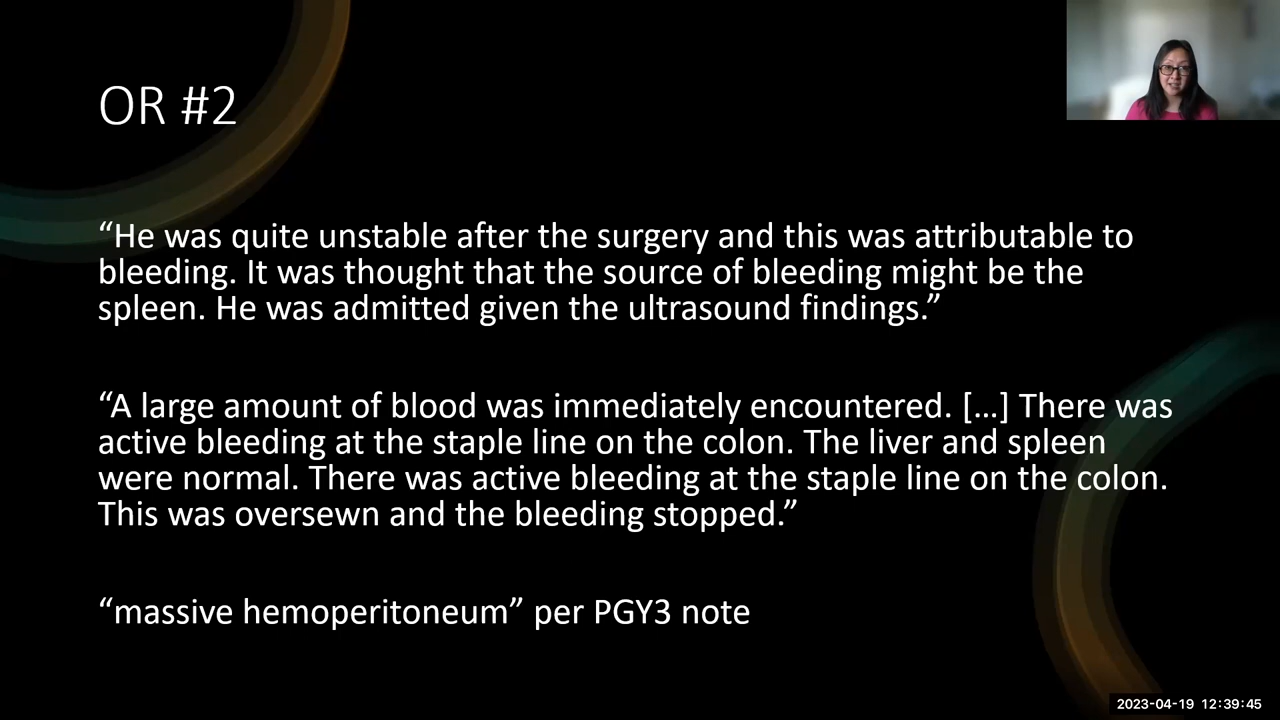 OR #2
“He was quite unstable after the surgery and this was attributable to
bleeding. It was thought that the source of bleeding might be the
spleen. He was admitted given the ultrasound findings.”
“A large amount of blood was immediately encountered. […] There was
active bleeding at the staple line on the colon. The liver and spleen
were normal. There was active bleeding at the staple line on the colon.
This was oversewn and the bleeding stopped.”
“massive hemoperitoneum” per PGY3 note
2023-04-19 12:39:45